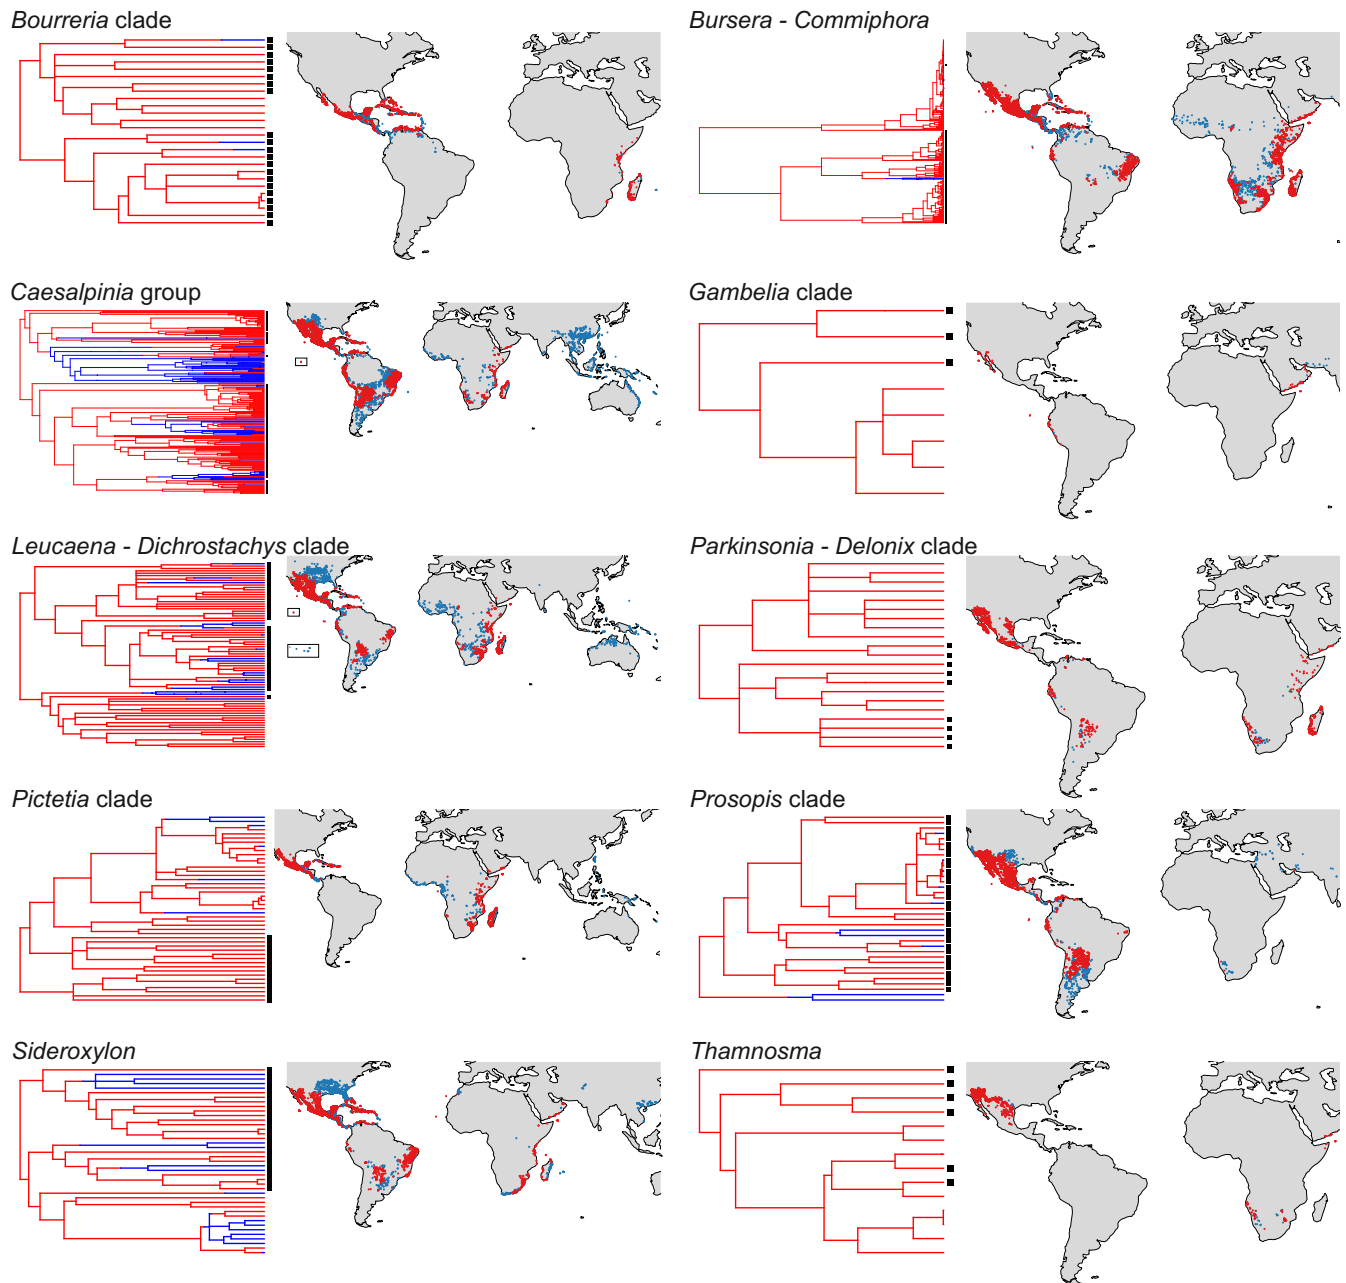 Bourreria clade
Bursera - Commiphora
Caesalpinia group
Gambelia clade
Leucaena - Dichrostachys clade
Parkinsonia - Delonix clade
Pictetia clade
Prosopis clade
Sideroxylon
Thamnosma